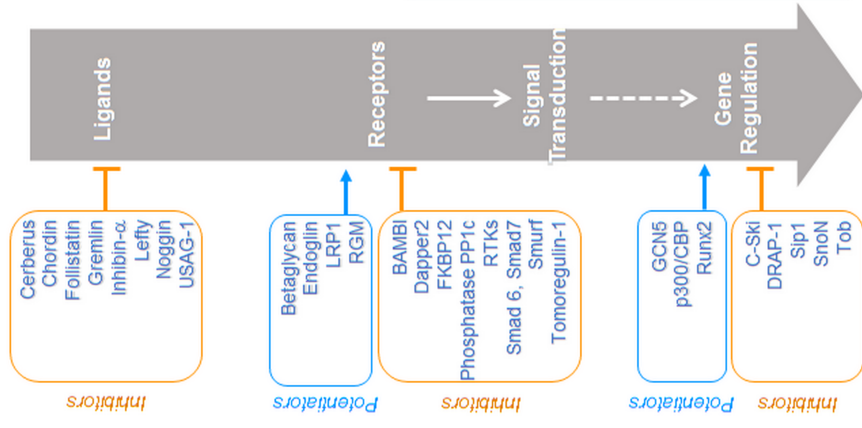 Ligands
Receptors
Signal
Transduction
Gene
Regulation
Cerberus
Chordin
Follistatin
Gremlin
Inhibin-α
Lefty
Noggin
USAG-1
Inhibitors
Betaglycan
Endoglin
LRP1
RGM
Potentiators
BAMBI
Dapper2
FKBP12
Phosphatase PP1c
RTKs
Smad 6, Smad7
Smurf
Tomoregulin-1
Inhibitors
GCN5
p300/CBP
Runx2
Potentiators
C-Ski
DRAP-1
Sip1
SnoN
Tob
Inhibitors